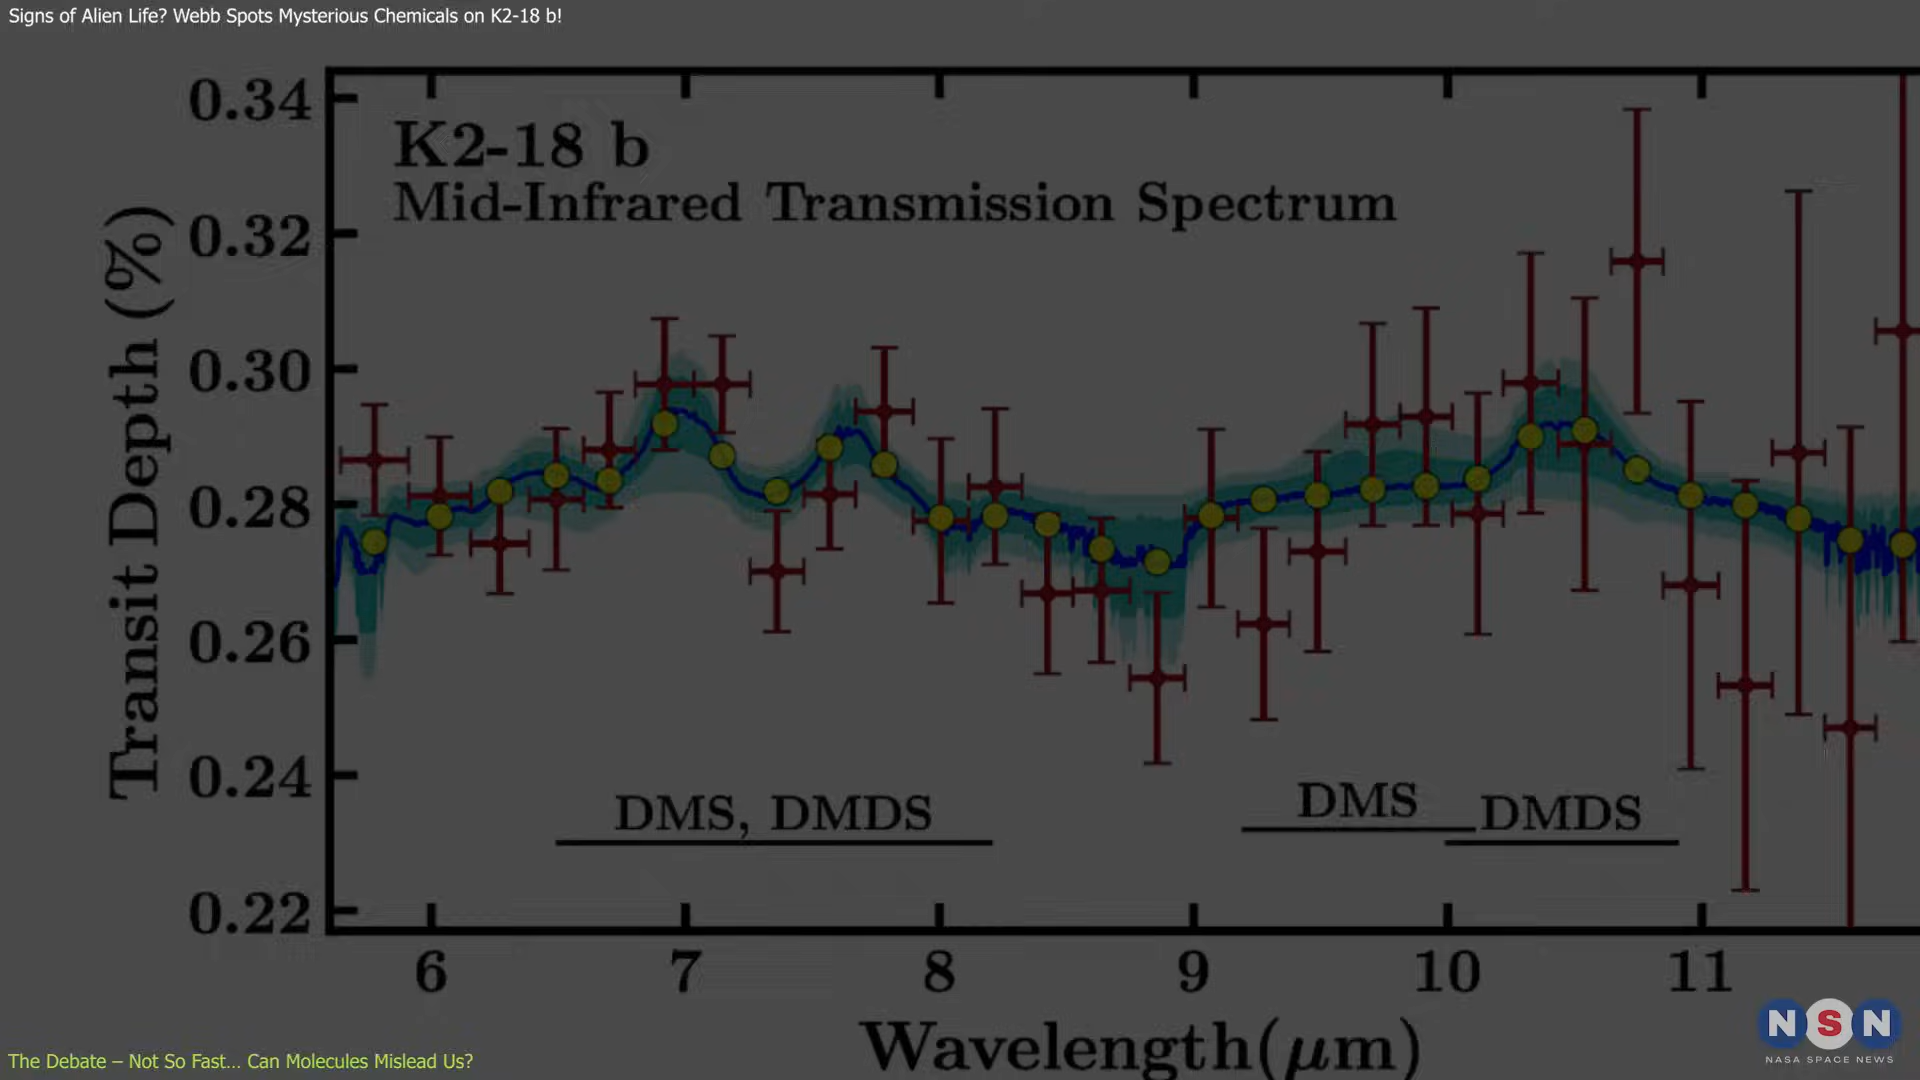 Signs of Alien Life? Webb Spots Mysterious Chemicals on K2-18 b!
0.34
K2-18 b
Mid-Infrared Transmission Spectrum
0.32
0.30
0.28
0.26
0.24
0.22
Transit Depth (%)
DMS, DMDS
DMS
DMDS
6 7 8 9 10 11
Wavelength(μm)
NSN
NASA SPACE NEWS
The Debate – Not So Fast... Can Molecules Mislead Us?